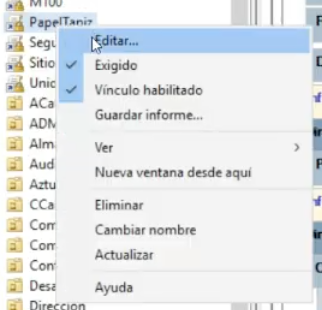 M100
PapelTapiz
Segu
Sitio
Unic
ACa
ADM
Alma
Aud
Aztu
CCa
Com
Com
Cont
Desa
Dirección
Editar...
Exigido
Vínculo habilitado
Guardar informe...
Ver
Nueva ventana desde aquí
Eliminar
Cambiar nombre
Actualizar
Ayuda